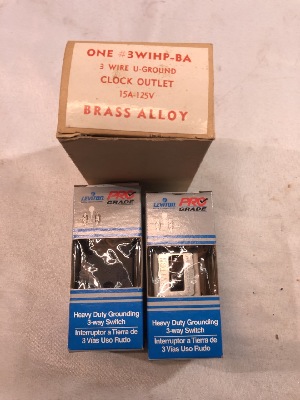 ONE #3WIHP-BA
3 WIRE U-GROUND
CLOCK OUTLET
15A-125V
BRASS ALLOY
LEVITON
PRO
GRADE
Heavy Duty Grounding
3-way Switch
Interruptor a Tierra de
3 Vías Uso Rudo
LEVITON
PRO
GRADE
Heavy Duty Grounding
3-way Switch
Interruptor a Tierra de
3 Vías Uso Rudo